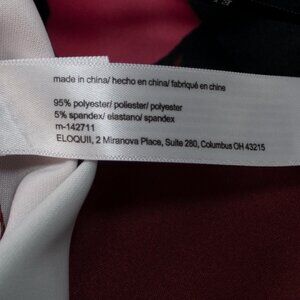 made in china/ hecho en china/ fabriqué en chine
95% polyester/ poliester/ polyester
5% spandex/ elastano/ spandex
m-142711
ELOQUII, 2 Miranova Place, Suite 280, Columbus OH 43215